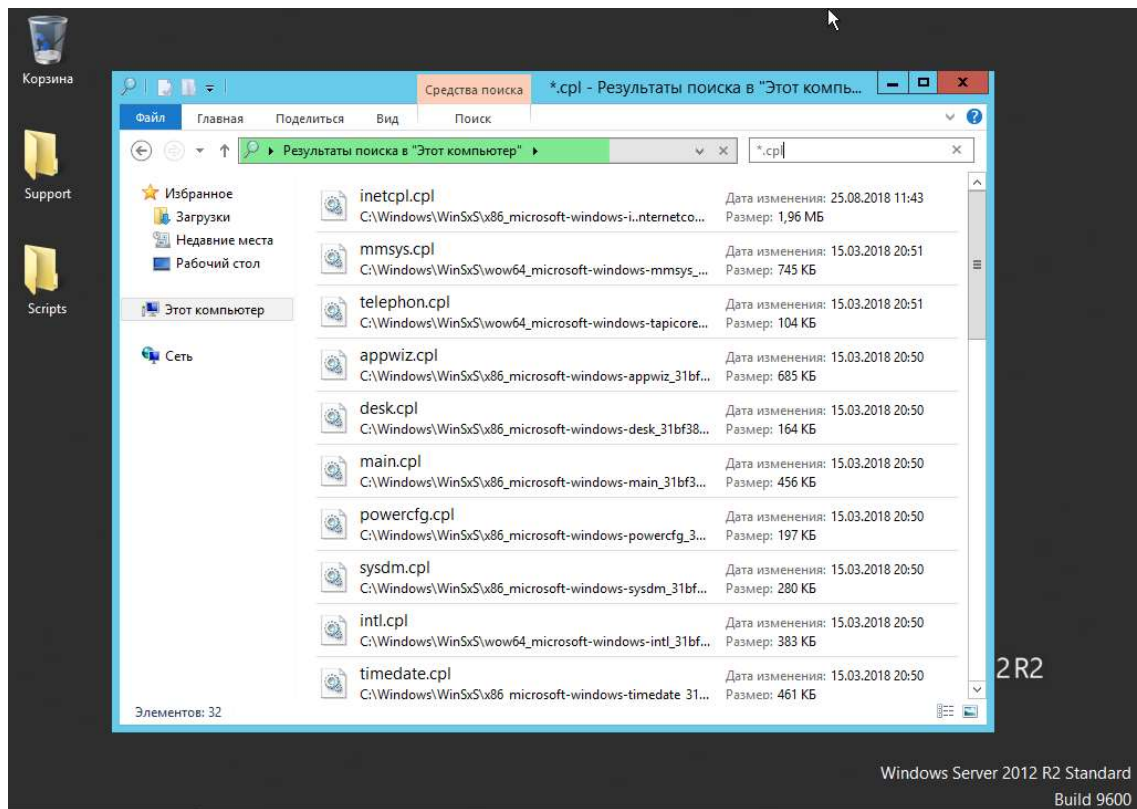 Корзина
Support
Scripts
Средства поиска
*.cpl - Результаты поиска в "Этот компь...
Файл Главная Поделиться Вид Поиск
Результаты поиска в "Этот компьютер"
*.cpl
Избранное
Загрузки
Недавние места
Рабочий стол
Этот компьютер
Сеть
inetcpl.cpl Дата изменения: 25.08.2018 11:43
C:\Windows\WinSxS\x86_microsoft-windows-i..nternetco... Размер: 1,96 МБ
mmsys.cpl Дата изменения: 15.03.2018 20:51
C:\Windows\WinSxS\wow64_microsoft-windows-mmsys_... Размер: 745 КБ
telephon.cpl Дата изменения: 15.03.2018 20:51
C:\Windows\WinSxS\wow64_microsoft-windows-tapicore... Размер: 104 КБ
appwiz.cpl Дата изменения: 15.03.2018 20:50
C:\Windows\WinSxS\x86_microsoft-windows-appwiz_31bf... Размер: 685 КБ
desk.cpl Дата изменения: 15.03.2018 20:50
C:\Windows\WinSxS\x86_microsoft-windows-desk_31bf38... Размер: 164 КБ
main.cpl Дата изменения: 15.03.2018 20:50
C:\Windows\WinSxS\x86_microsoft-windows-main_31bf3... Размер: 456 КБ
powercfg.cpl Дата изменения: 15.03.2018 20:50
C:\Windows\WinSxS\x86_microsoft-windows-powercfg_3... Размер: 197 КБ
sysdm.cpl Дата изменения: 15.03.2018 20:50
C:\Windows\WinSxS\x86_microsoft-windows-sysdm_31bf... Размер: 280 КБ
intl.cpl Дата изменения: 15.03.2018 20:50
C:\Windows\WinSxS\wow64_microsoft-windows-intl_31bf... Размер: 383 КБ
timedate.cpl Дата изменения: 15.03.2018 20:50
C:\Windows\WinSxS\x86_microsoft-windows-timedate_31... Размер: 461 КБ
Элементов: 32
2 R2
Windows Server 2012 R2 Standard
Build 9600